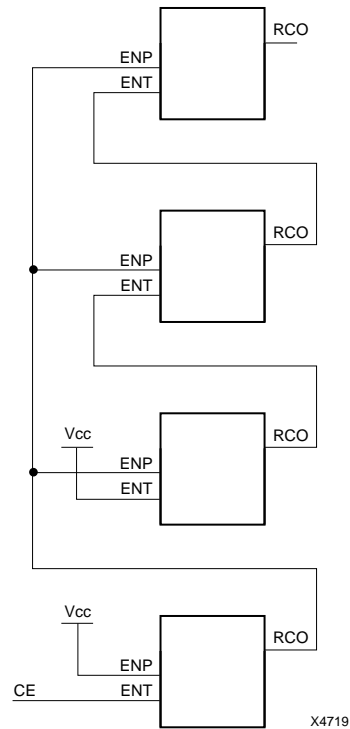 RCO
ENP
ENT
RCO
ENP
ENT
Vcc
RCO
ENP
ENT
Vcc
RCO
ENP
CE
ENT
X4719